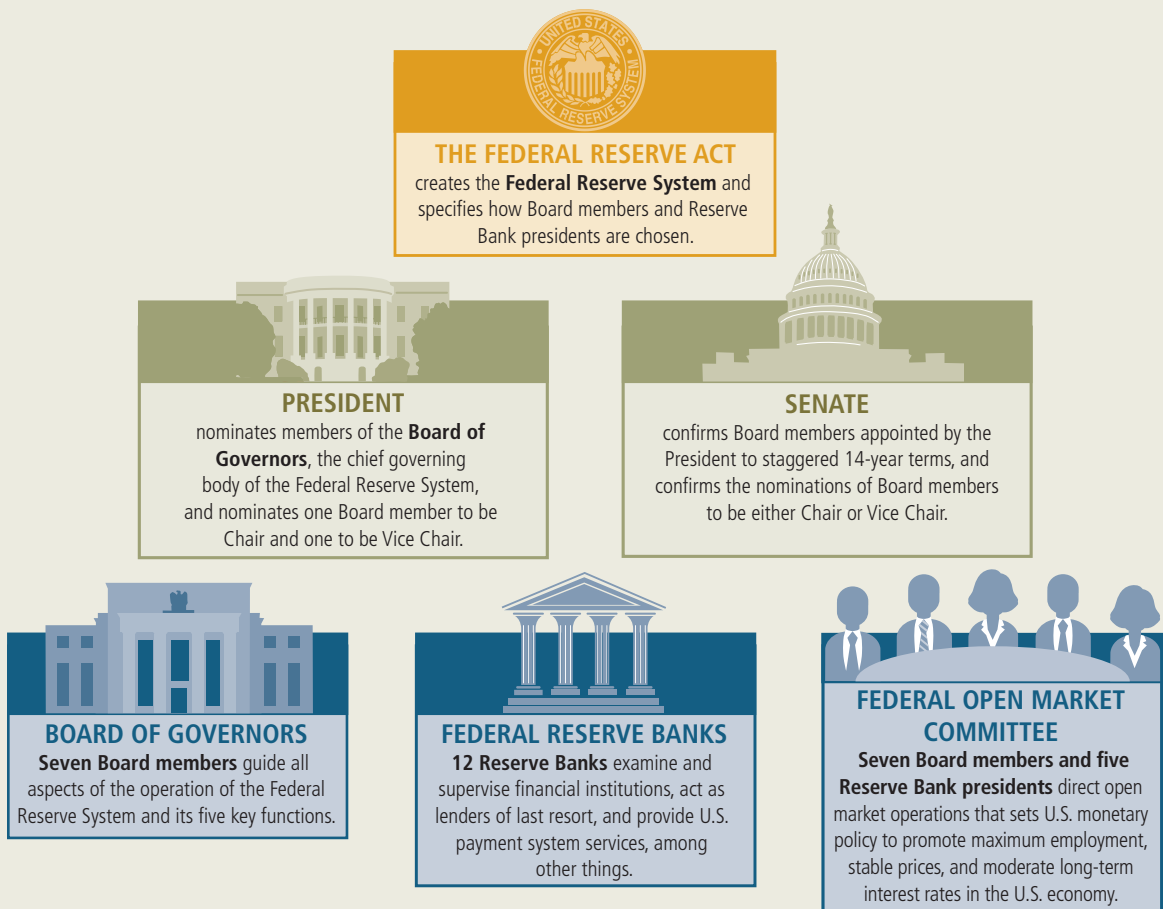 UNITED STATES
FEDERAL RESERVE SYSTEM
THE FEDERAL RESERVE ACT
creates the Federal Reserve System and
specifies how Board members and Reserve
Bank presidents are chosen.
PRESIDENT
nominates members of the Board of
Governors, the chief governing
body of the Federal Reserve System,
and nominates one Board member to be
Chair and one to be Vice Chair.
SENATE
confirms Board members appointed by the
President to staggered 14-year terms, and
confirms the nominations of Board members
to be either Chair or Vice Chair.
BOARD OF GOVERNORS
Seven Board members guide all
aspects of the operation of the Federal
Reserve System and its five key functions.
FEDERAL RESERVE BANKS
12 Reserve Banks examine and
supervise financial institutions, act as
lenders of last resort, and provide U.S.
payment system services, among
other things.
FEDERAL OPEN MARKET
COMMITTEE
Seven Board members and five
Reserve Bank presidents direct open
market operations that sets U.S. monetary
policy to promote maximum employment,
stable prices, and moderate long-term
interest rates in the U.S. economy.